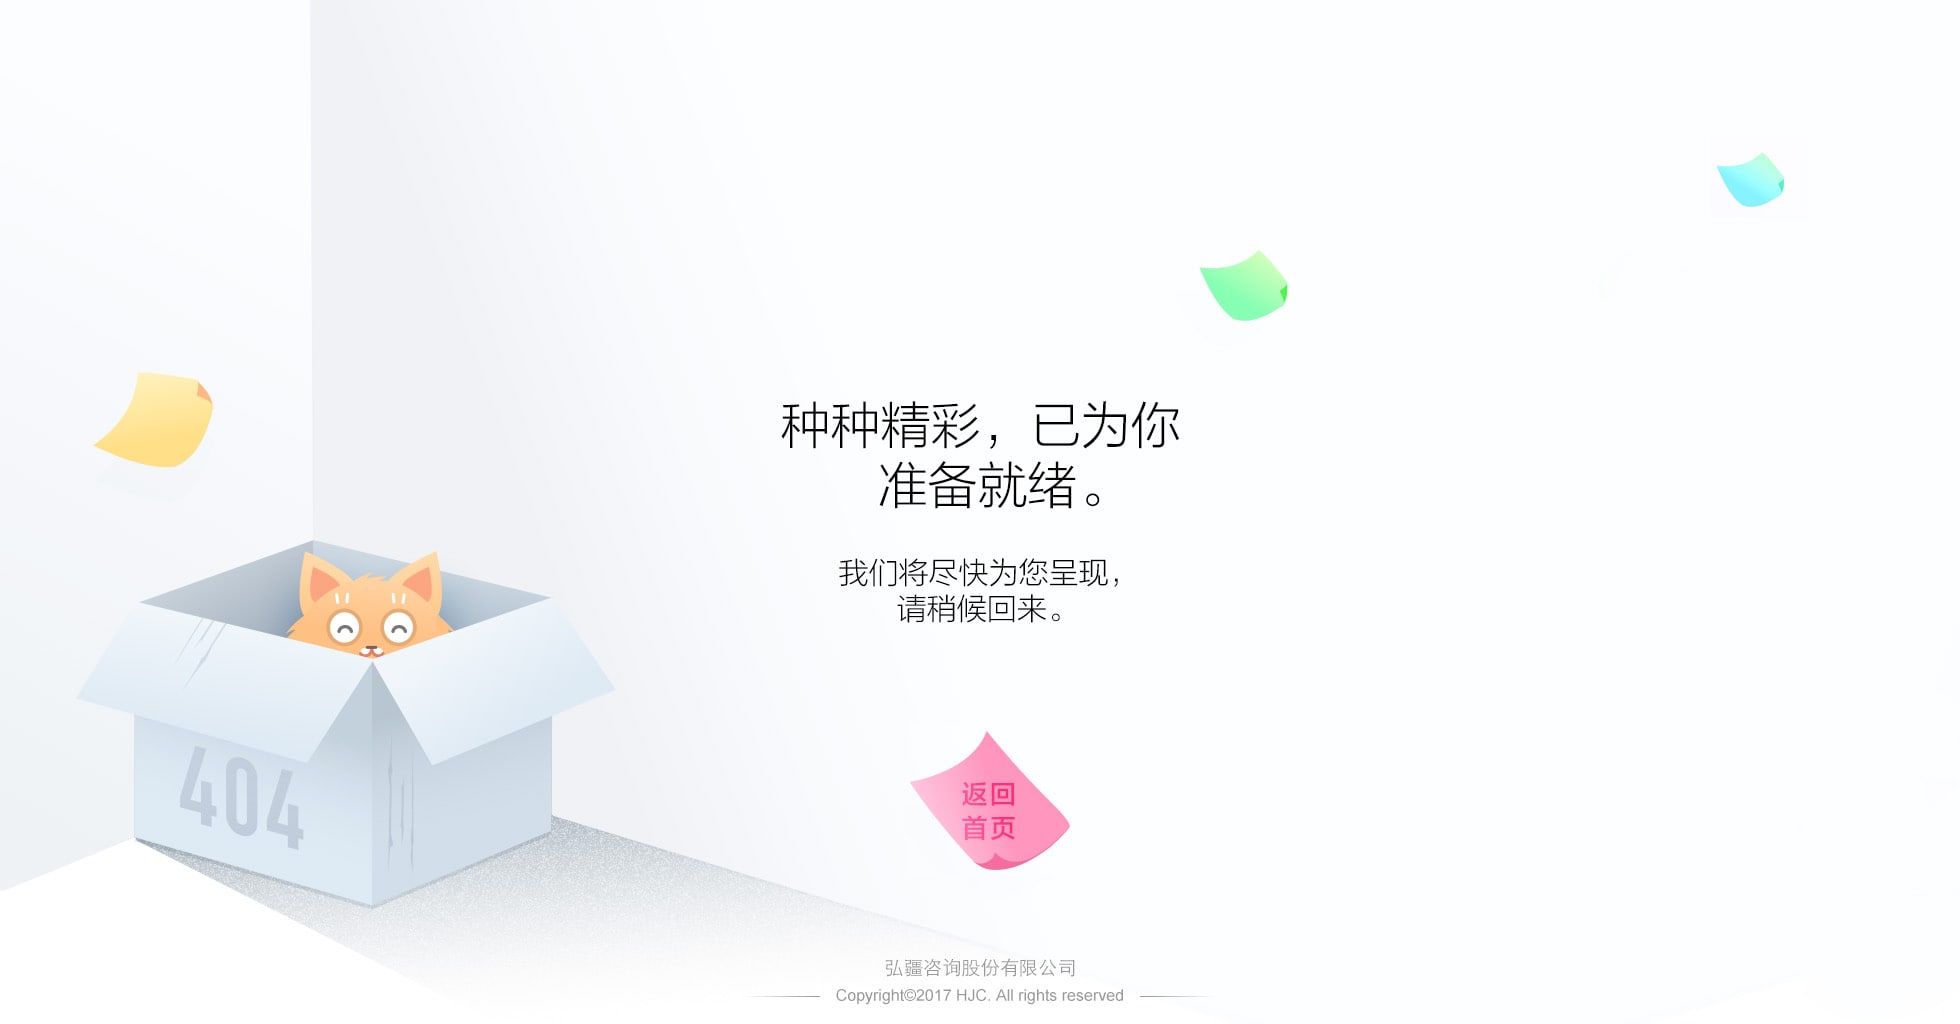 种种精彩，已为你
准备就绪。
我们将尽快为您呈现，
请稍候回来。
404
返回
首页
弘疆咨询股份有限公司
Copyright©2017 HJC. All rights reserved